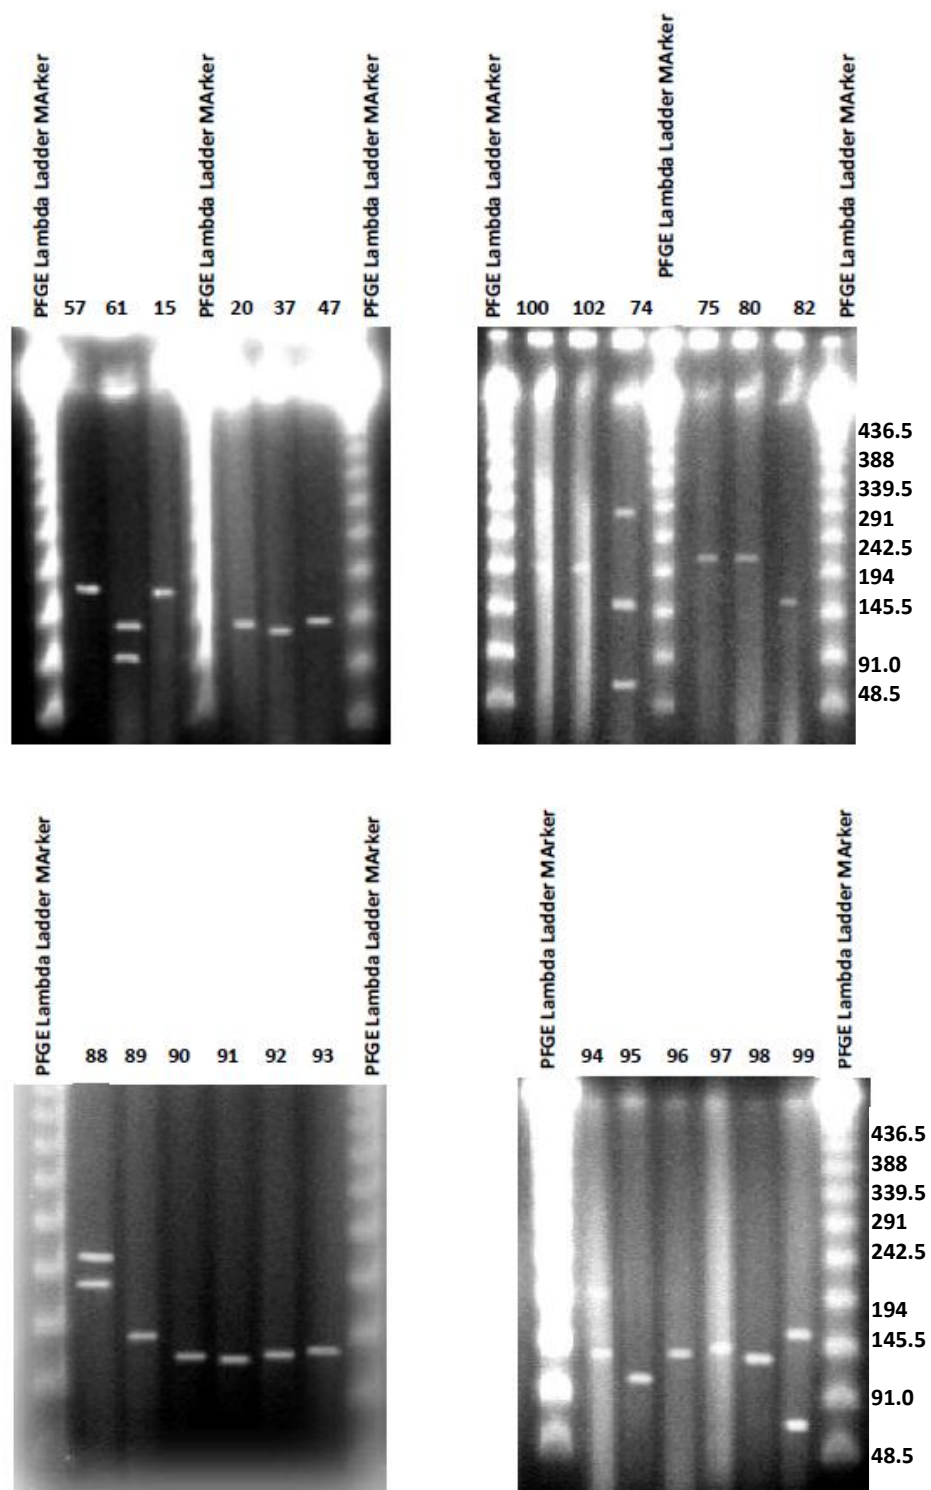 PFGE Lambda Ladder MArker
57 61 15
PFGE Lambda Ladder MArker
20 37 47
PFGE Lambda Ladder MArker
PFGE Lambda Ladder MArker
100 102 74
PFGE Lambda Ladder MArker
75 80 82
PFGE Lambda Ladder MArker
436.5
388
339.5
291
242.5
194
145.5
91.0
48.5
PFGE Lambda Ladder MArker
88 89 90 91 92 93
PFGE Lambda Ladder MArker
PFGE Lambda Ladder MArker
94 95 96 97 98 99
PFGE Lambda Ladder MArker
436.5
388
339.5
291
242.5
194
145.5
91.0
48.5